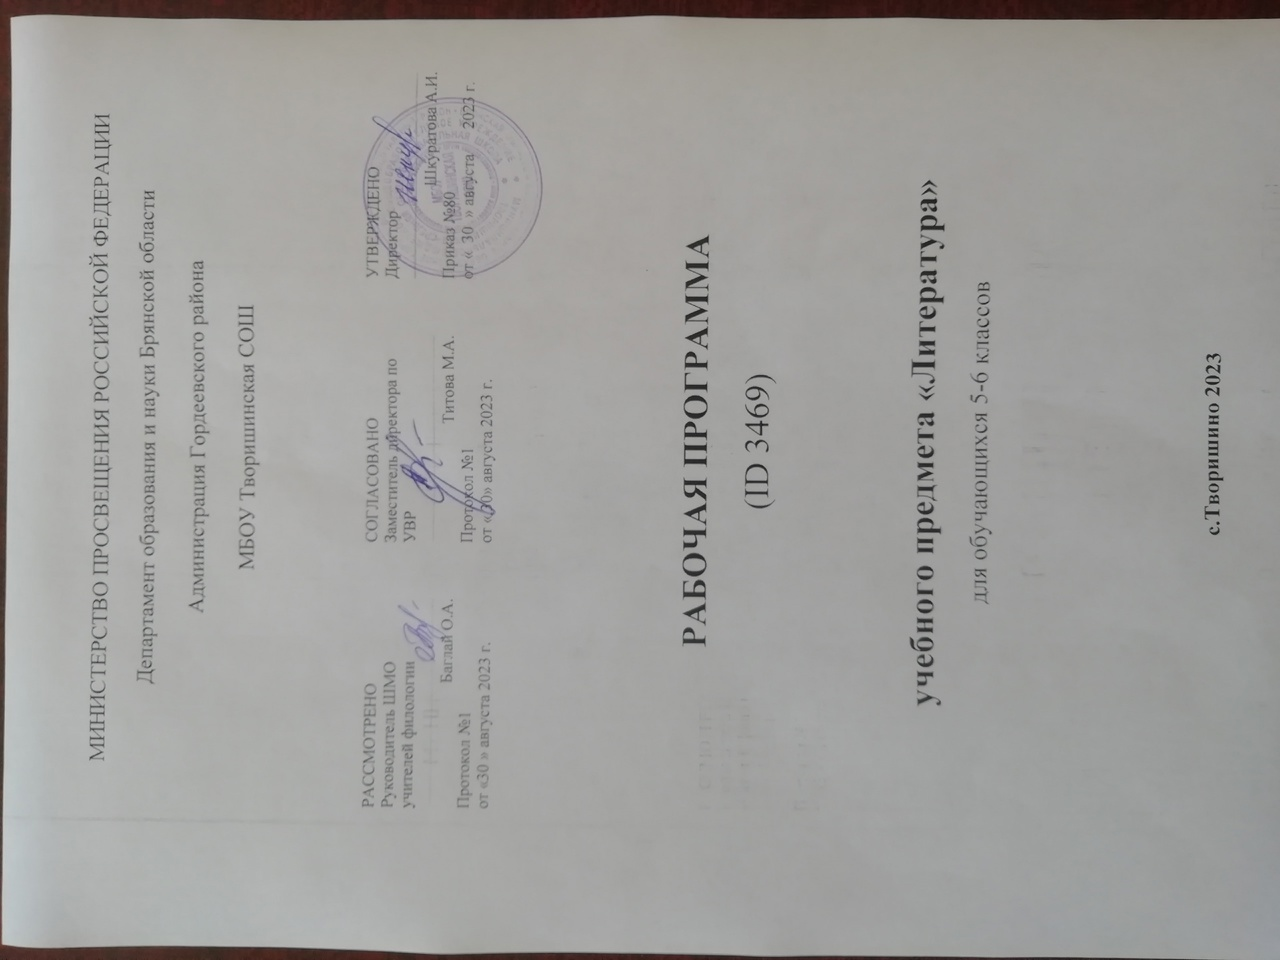 МИНИСТЕРСТВО ПРОСВЕЩЕНИЯ РОССИЙСКОЙ ФЕДЕРАЦИИ
Департамент образования и науки Брянской области
Администрация Гордеевского района
МБОУ Творишинская СОШ
РАССМОТРЕНО
Руководитель ШМО
учителей филологии
Баглай О.А.
Протокол №1
от «30 » августа 2023 г.
СОГЛАСОВАНО
Заместитель директора по
УВР
Титова М.А.
Протокол №1
от «30» августа 2023 г.
УТВЕРЖДЕНО
Директор
Шкуратова А.И.
Приказ №80
от « 30 » августа 2023 г.
РАБОЧАЯ ПРОГРАММА
(ID 3469)
учебного предмета «Литература»
для обучающихся 5-6 классов
с.Творишино 2023